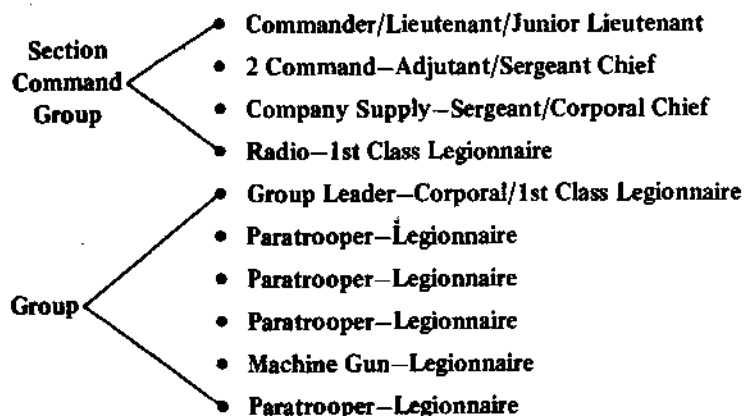 Section
Command
Group
• Commander/Lieutenant/Junior Lieutenant
• 2 Command—Adjutant/Sergeant Chief
• Company Supply—Sergeant/Corporal Chief
• Radio—1st Class Legionnaire
Group
• Group Leader—Corporal/1st Class Legionnaire
• Paratrooper—Legionnaire
• Paratrooper—Legionnaire
• Paratrooper—Legionnaire
• Machine Gun—Legionnaire
• Paratrooper—Legionnaire